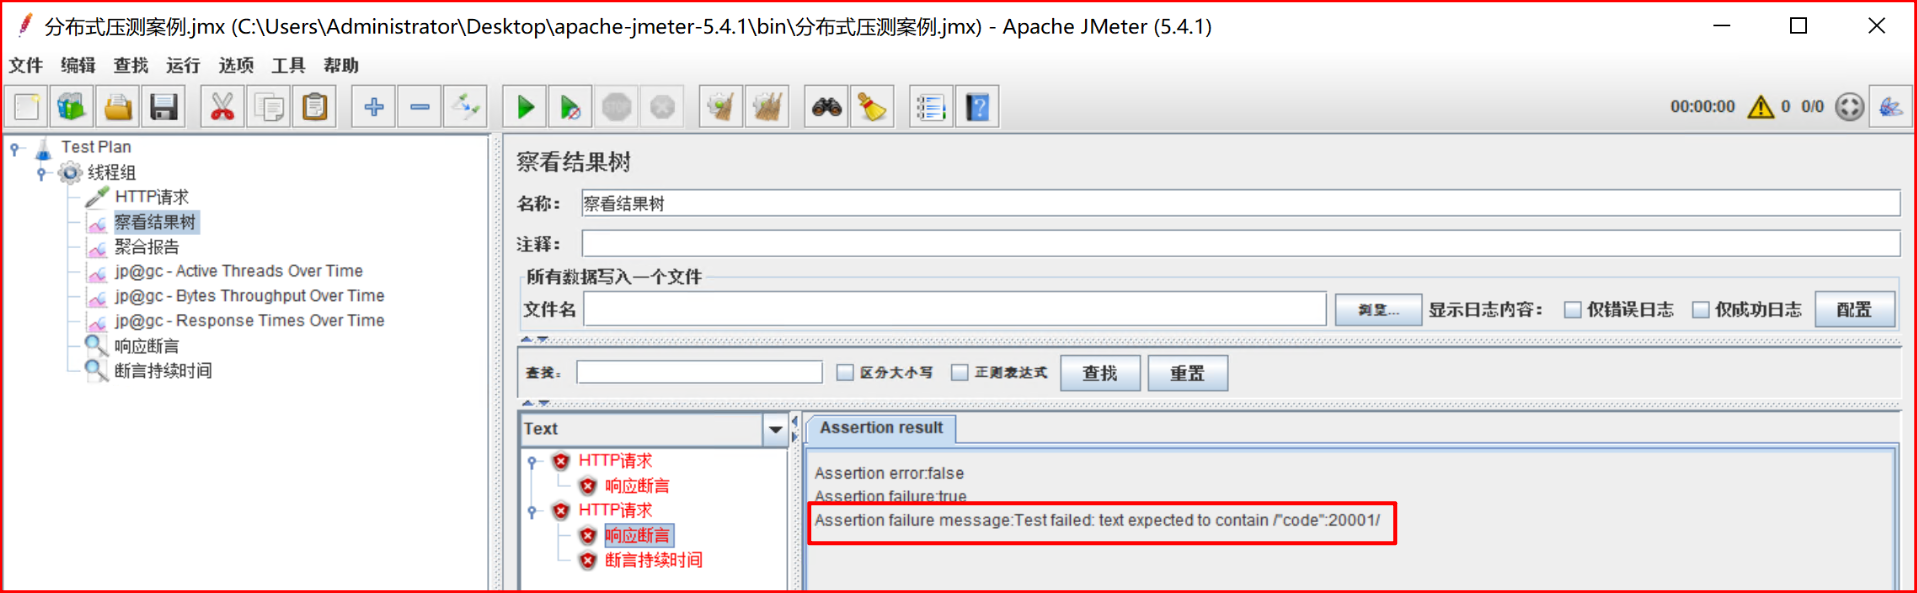 分布式压测案例.jmx (C:\Users\Administrator\Desktop\apache-jmeter-5.4.1\bin\分布式压测案例.jmx) - Apache JMeter (5.4.1)
文件 编辑 查找 运行 选项 工具 帮助
00:00:00 0 0/0
Test Plan
线程组
HTTP请求
察看结果树
聚合报告
jp@gc - Active Threads Over Time
jp@gc - Bytes Throughput Over Time
jp@gc - Response Times Over Time
响应断言
断言持续时间
察看结果树
名称： 察看结果树
注释：
所有数据写入一个文件
文件名 浏览... 显示日志内容： 仅错误日志 仅成功日志 配置
查找: 区分大小写 正则表达式 查找 重置
Text
HTTP请求
响应断言
HTTP请求
响应断言
断言持续时间
Assertion result
Assertion error:false
Assertion failure:true
Assertion failure message:Test failed: text expected to contain /"code":20001/